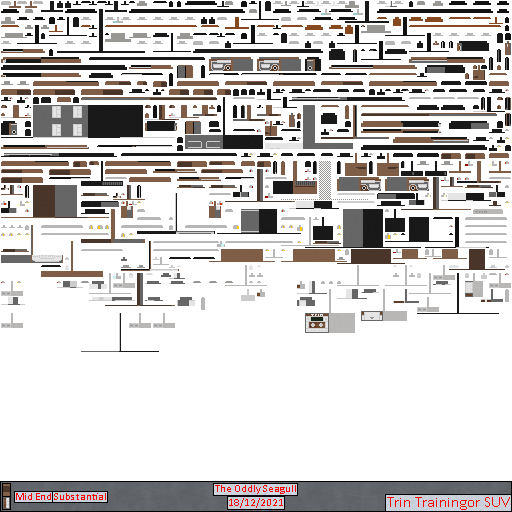 The Oddly Seagull
Mid End Substantial
18/12/2021
Trin Trainingor SUV